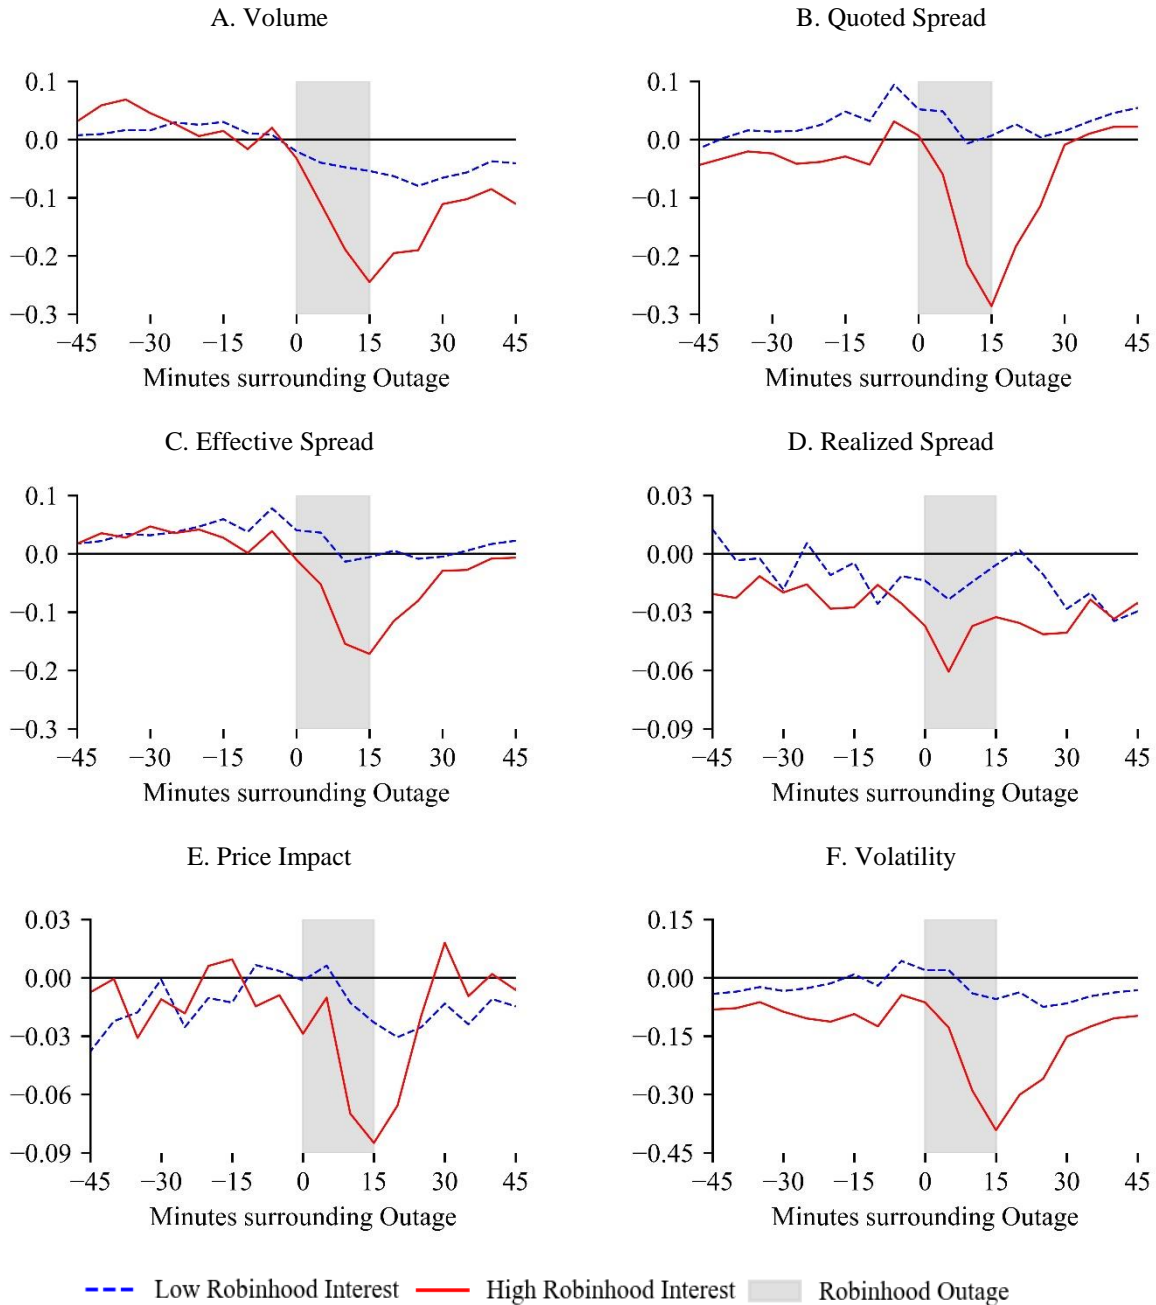 A. Volume
0.1
0.0
−0.1
−0.2
−0.3
−45 −30 −15 0 15 30 45
Minutes surrounding Outage
B. Quoted Spread
0.1
0.0
−0.1
−0.2
−0.3
−45 −30 −15 0 15 30 45
Minutes surrounding Outage
C. Effective Spread
0.1
0.0
−0.1
−0.2
−0.3
−45 −30 −15 0 15 30 45
Minutes surrounding Outage
D. Realized Spread
0.03
0.00
−0.03
−0.06
−0.09
−45 −30 −15 0 15 30 45
Minutes surrounding Outage
E. Price Impact
0.03
0.00
−0.03
−0.06
−0.09
−45 −30 −15 0 15 30 45
Minutes surrounding Outage
F. Volatility
0.15
0.00
−0.15
−0.30
−0.45
−45 −30 −15 0 15 30 45
Minutes surrounding Outage
Low Robinhood Interest High Robinhood Interest Robinhood Outage